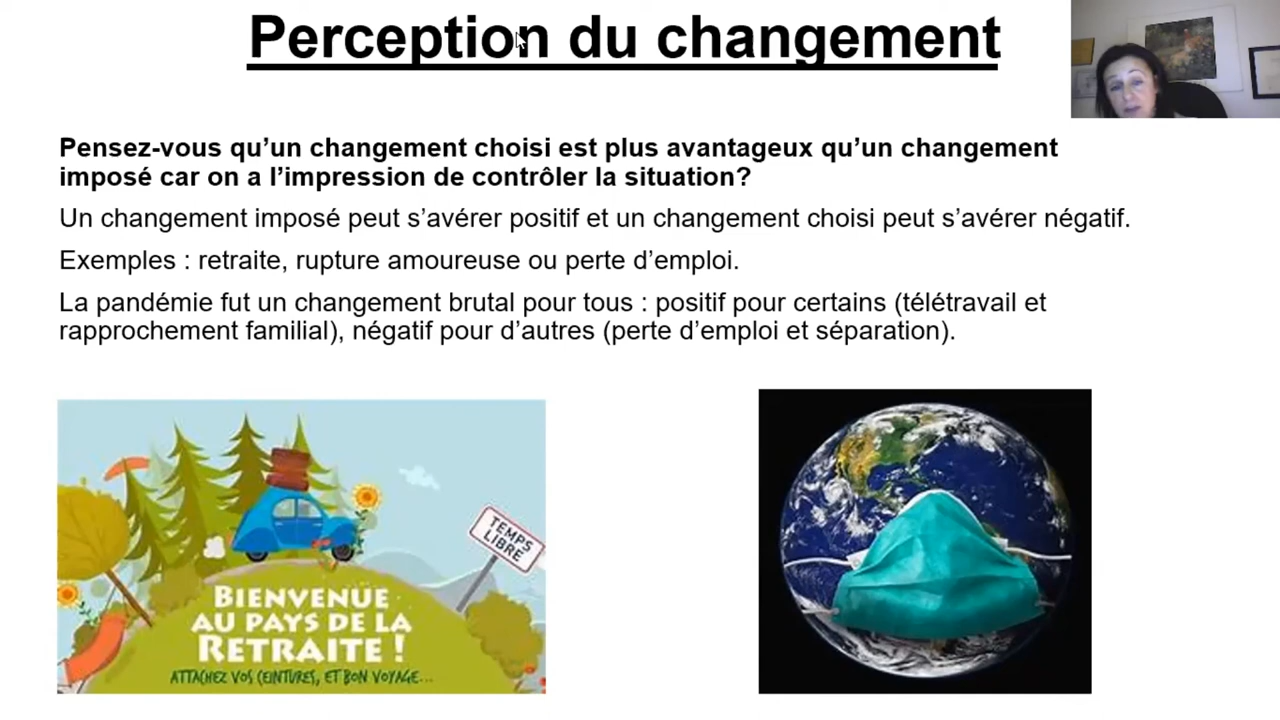 Perception du changement
Pensez-vous qu’un changement choisi est plus avantageux qu’un changement
imposé car on a l’impression de contrôler la situation?
Un changement imposé peut s’avérer positif et un changement choisi peut s’avérer négatif.
Exemples : retraite, rupture amoureuse ou perte d’emploi.
La pandémie fut un changement brutal pour tous : positif pour certains (télétravail et
rapprochement familial), négatif pour d’autres (perte d’emploi et séparation).
TEMPS
LIBRE
BIENVENUE
AU PAYS DE LA
RETRAITE !
ATTACHEZ VOS CEINTURES, ET BON VOYAGE...